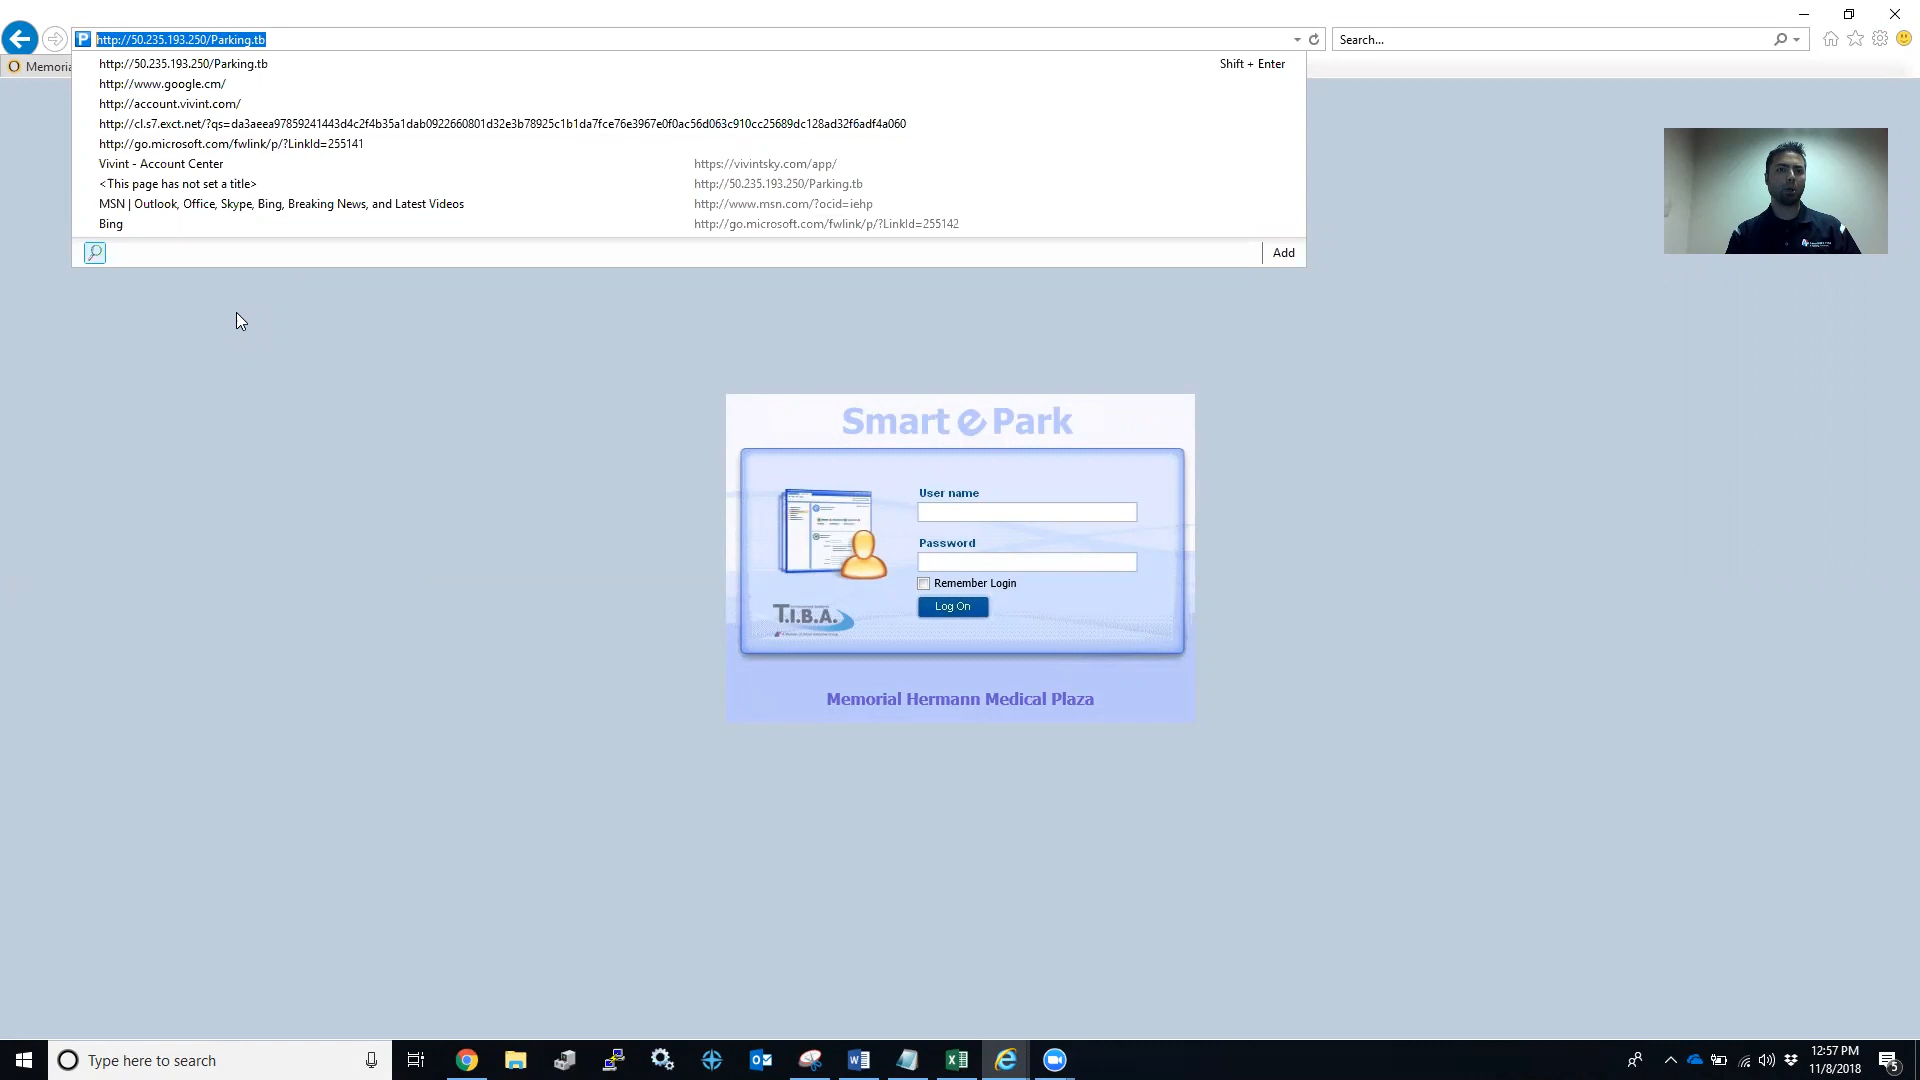 http://50.235.193.250/Parking.tb
Search...
Memoria
http://50.235.193.250/Parking.tb Shift + Enter
http://www.google.cm/
http://account.vivint.com/
http://cl.s7.exct.net/?qs=da3aeea97859241443d4c2f4b35a1dab0922660801d32e3b78925c1b1da7fce76e3967e0f0ac56d063c910cc25689dc128ad32f6adf4a060
http://go.microsoft.com/fwlink/p/?LinkId=255141
Vivint - Account Center https://vivintsky.com/app/
<This page has not set a title> http://50.235.193.250/Parking.tb
MSN | Outlook, Office, Skype, Bing, Breaking News, and Latest Videos http://www.msn.com/?ocid=iehp
Bing http://go.microsoft.com/fwlink/p/?LinkId=255142
Add
Smart e Park
User name
Password
Remember Login
Log On
T.I.B.A.
Memorial Hermann Medical Plaza
Type here to search
12:57 PM
11/8/2018
5